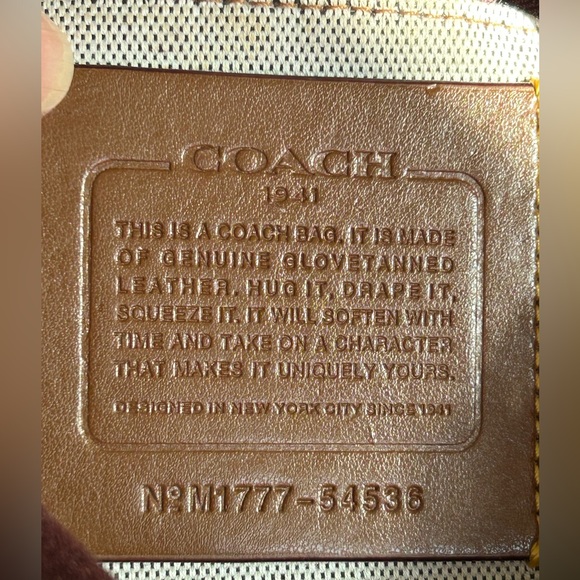 COACH
1941
THIS IS A COACH BAG. IT IS MADE
OF GENUINE GLOVETANNED
LEATHER. HUG IT, DRAPE IT,
SQUEEZE IT. IT WILL SOFTEN WITH
TIME AND TAKE ON A CHARACTER
THAT MAKES IT UNIQUELY YOURS.
DESIGNED IN NEW YORK CITY SINCE 1941
Nº M1777-54536